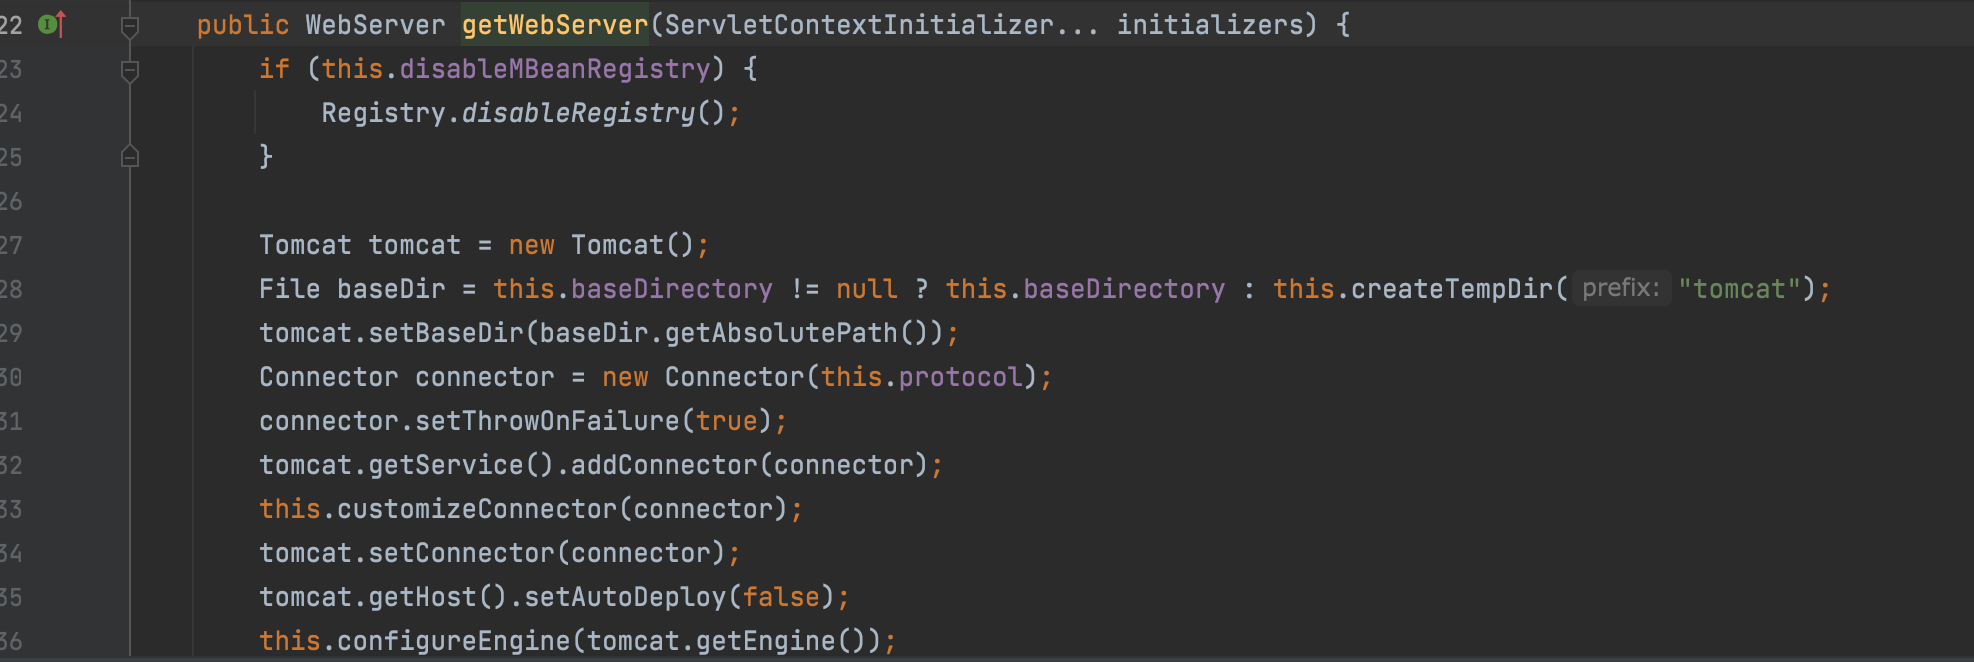 22 public WebServer getWebServer(ServletContextInitializer... initializers) {
23 if (this.disableMBeanRegistry) {
24 Registry.disableRegistry();
25 }
26
27 Tomcat tomcat = new Tomcat();
28 File baseDir = this.baseDirectory != null ? this.baseDirectory : this.createTempDir( prefix: "tomcat");
29 tomcat.setBaseDir(baseDir.getAbsolutePath());
30 Connector connector = new Connector(this.protocol);
31 connector.setThrowOnFailure(true);
32 tomcat.getService().addConnector(connector);
33 this.customizeConnector(connector);
34 tomcat.setConnector(connector);
35 tomcat.getHost().setAutoDeploy(false);
36 this.configureEngine(tomcat.getEngine());